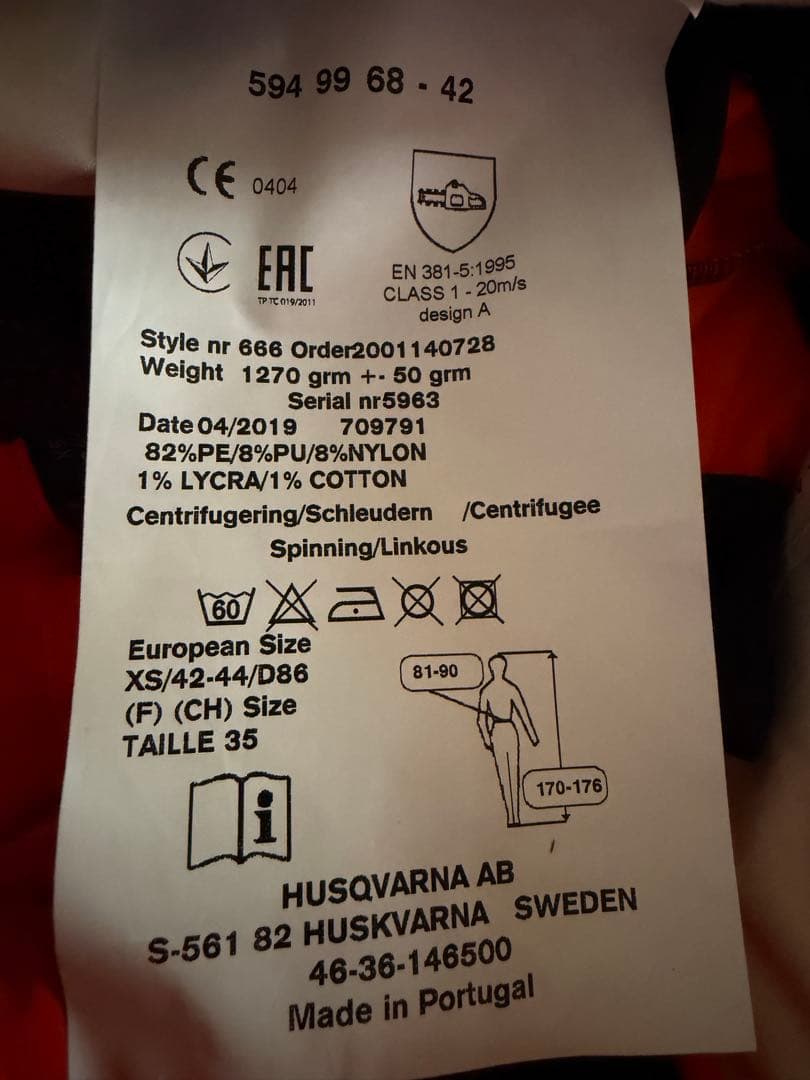 594 99 68 - 42
CE 0404
EAC
TP TC 019/2011
EN 381-5:1995
CLASS 1 - 20m/s
design A
Style nr 666 Order2001140728
Weight 1270 grm +- 50 grm
Serial nr5963
Date 04/2019 709791
82%PE/8%PU/8%NYLON
1% LYCRA/1% COTTON
Centrifugering/Schleudern /Centrifugee
Spinning/Linkous
60
European Size
XS/42-44/D86
(F) (CH) Size
TAILLE 35
81-90
170-176
i
HUSQVARNA AB
S-561 82 HUSKVARNA SWEDEN
46-36-146500
Made in Portugal